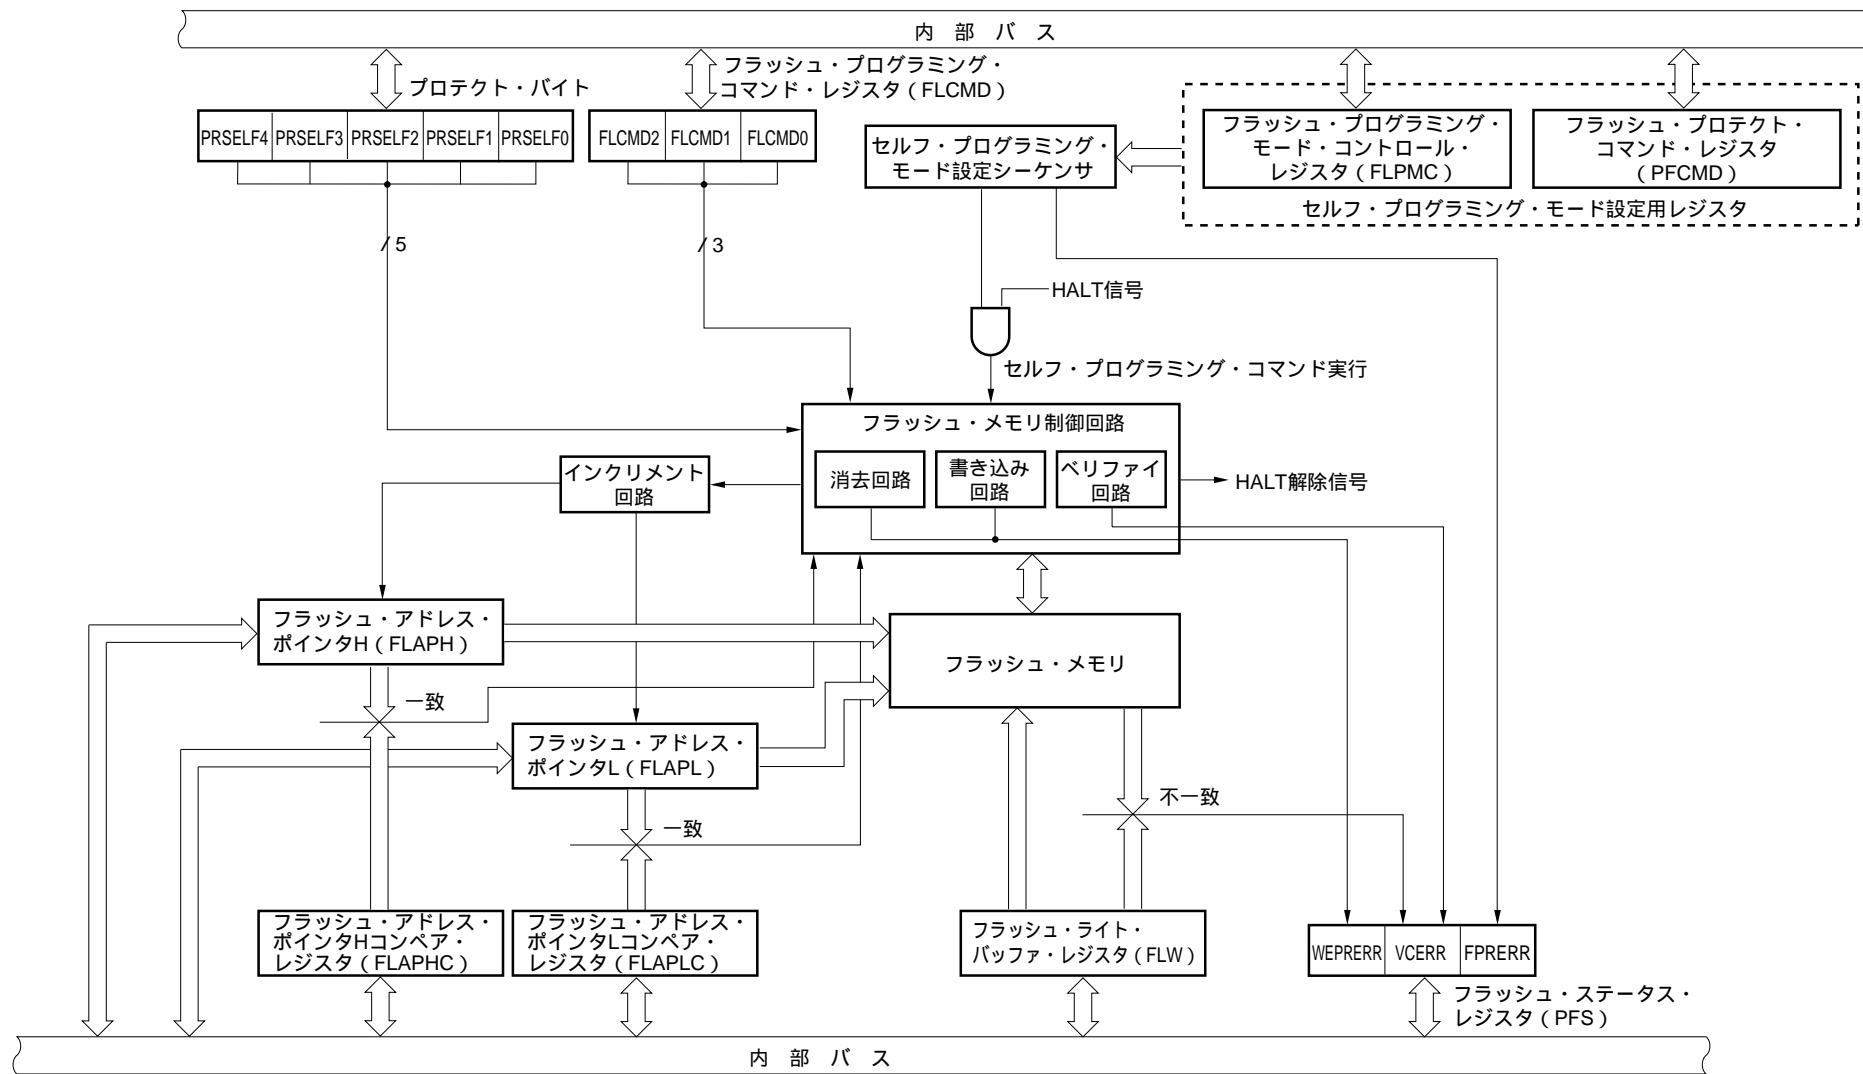 内 部 バ ス
プロテクト・バイト
フラッシュ・プログラミング・
コマンド・レジスタ（FLCMD）
PRSELF4 PRSELF3 PRSELF2 PRSELF1 PRSELF0
FLCMD2 FLCMD1 FLCMD0
セルフ・プログラミング・
モード設定シーケンサ
フラッシュ・プログラミング・
モード・コントロール・
レジスタ（FLPMC）
フラッシュ・プロテクト・
コマンド・レジスタ
（PFCMD）
セルフ・プログラミング・モード設定用レジスタ
5
3
HALT信号
セルフ・プログラミング・コマンド実行
フラッシュ・メモリ制御回路
インクリメント
回路
消去回路
書き込み
回路
ベリファイ
回路
HALT解除信号
フラッシュ・アドレス・
ポインタH（FLAPH）
フラッシュ・メモリ
一致
フラッシュ・アドレス・
ポインタL（FLAPL）
不一致
一致
フラッシュ・アドレス・
ポインタHコンペア・
レジスタ（FLAPHC）
フラッシュ・アドレス・
ポインタLコンペア・
レジスタ（FLAPLC）
フラッシュ・ライト・
バッファ・レジスタ（FLW）
WEPRERR VCERR FPRERR
フラッシュ・ステータス・
レジスタ（PFS）
内 部 バ ス